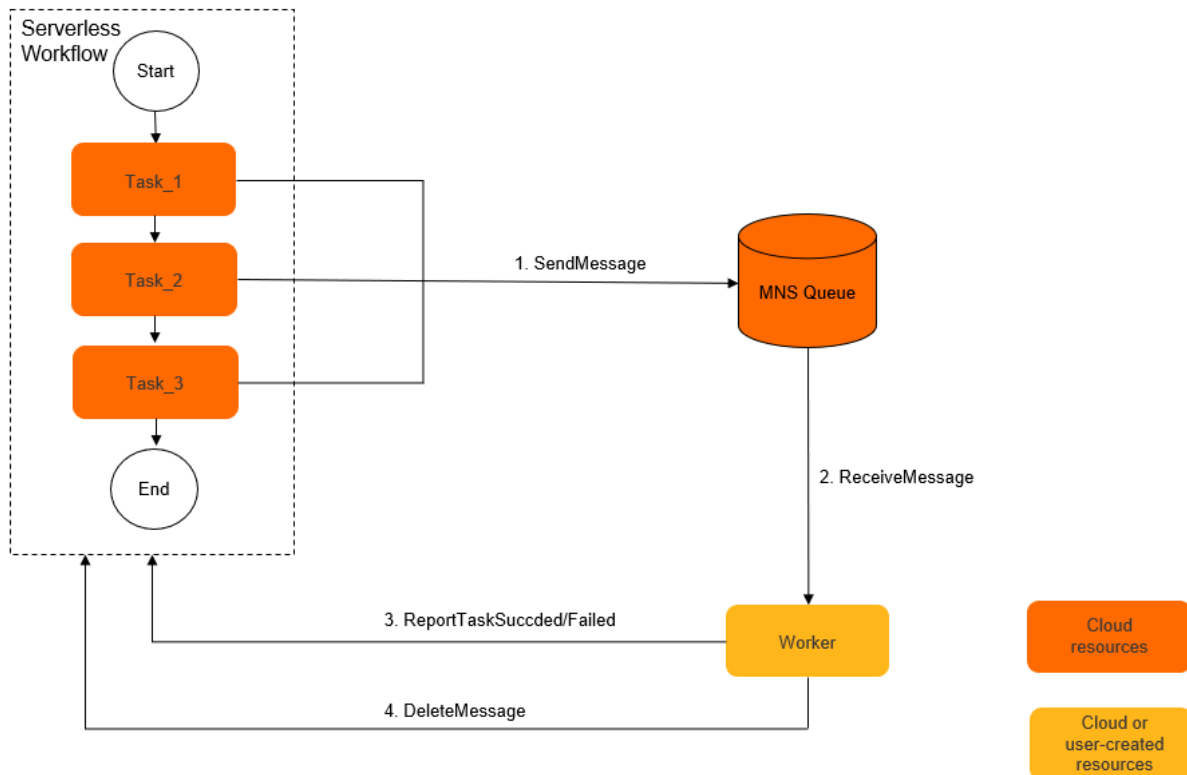 Serverless
Workflow
Start
Task_1
Task_2
Task_3
End
1. SendMessage
MNS Queue
2. ReceiveMessage
3. ReportTaskSuccded/Failed
Worker
4. DeleteMessage
Cloud
resources
Cloud or
user-created
resources